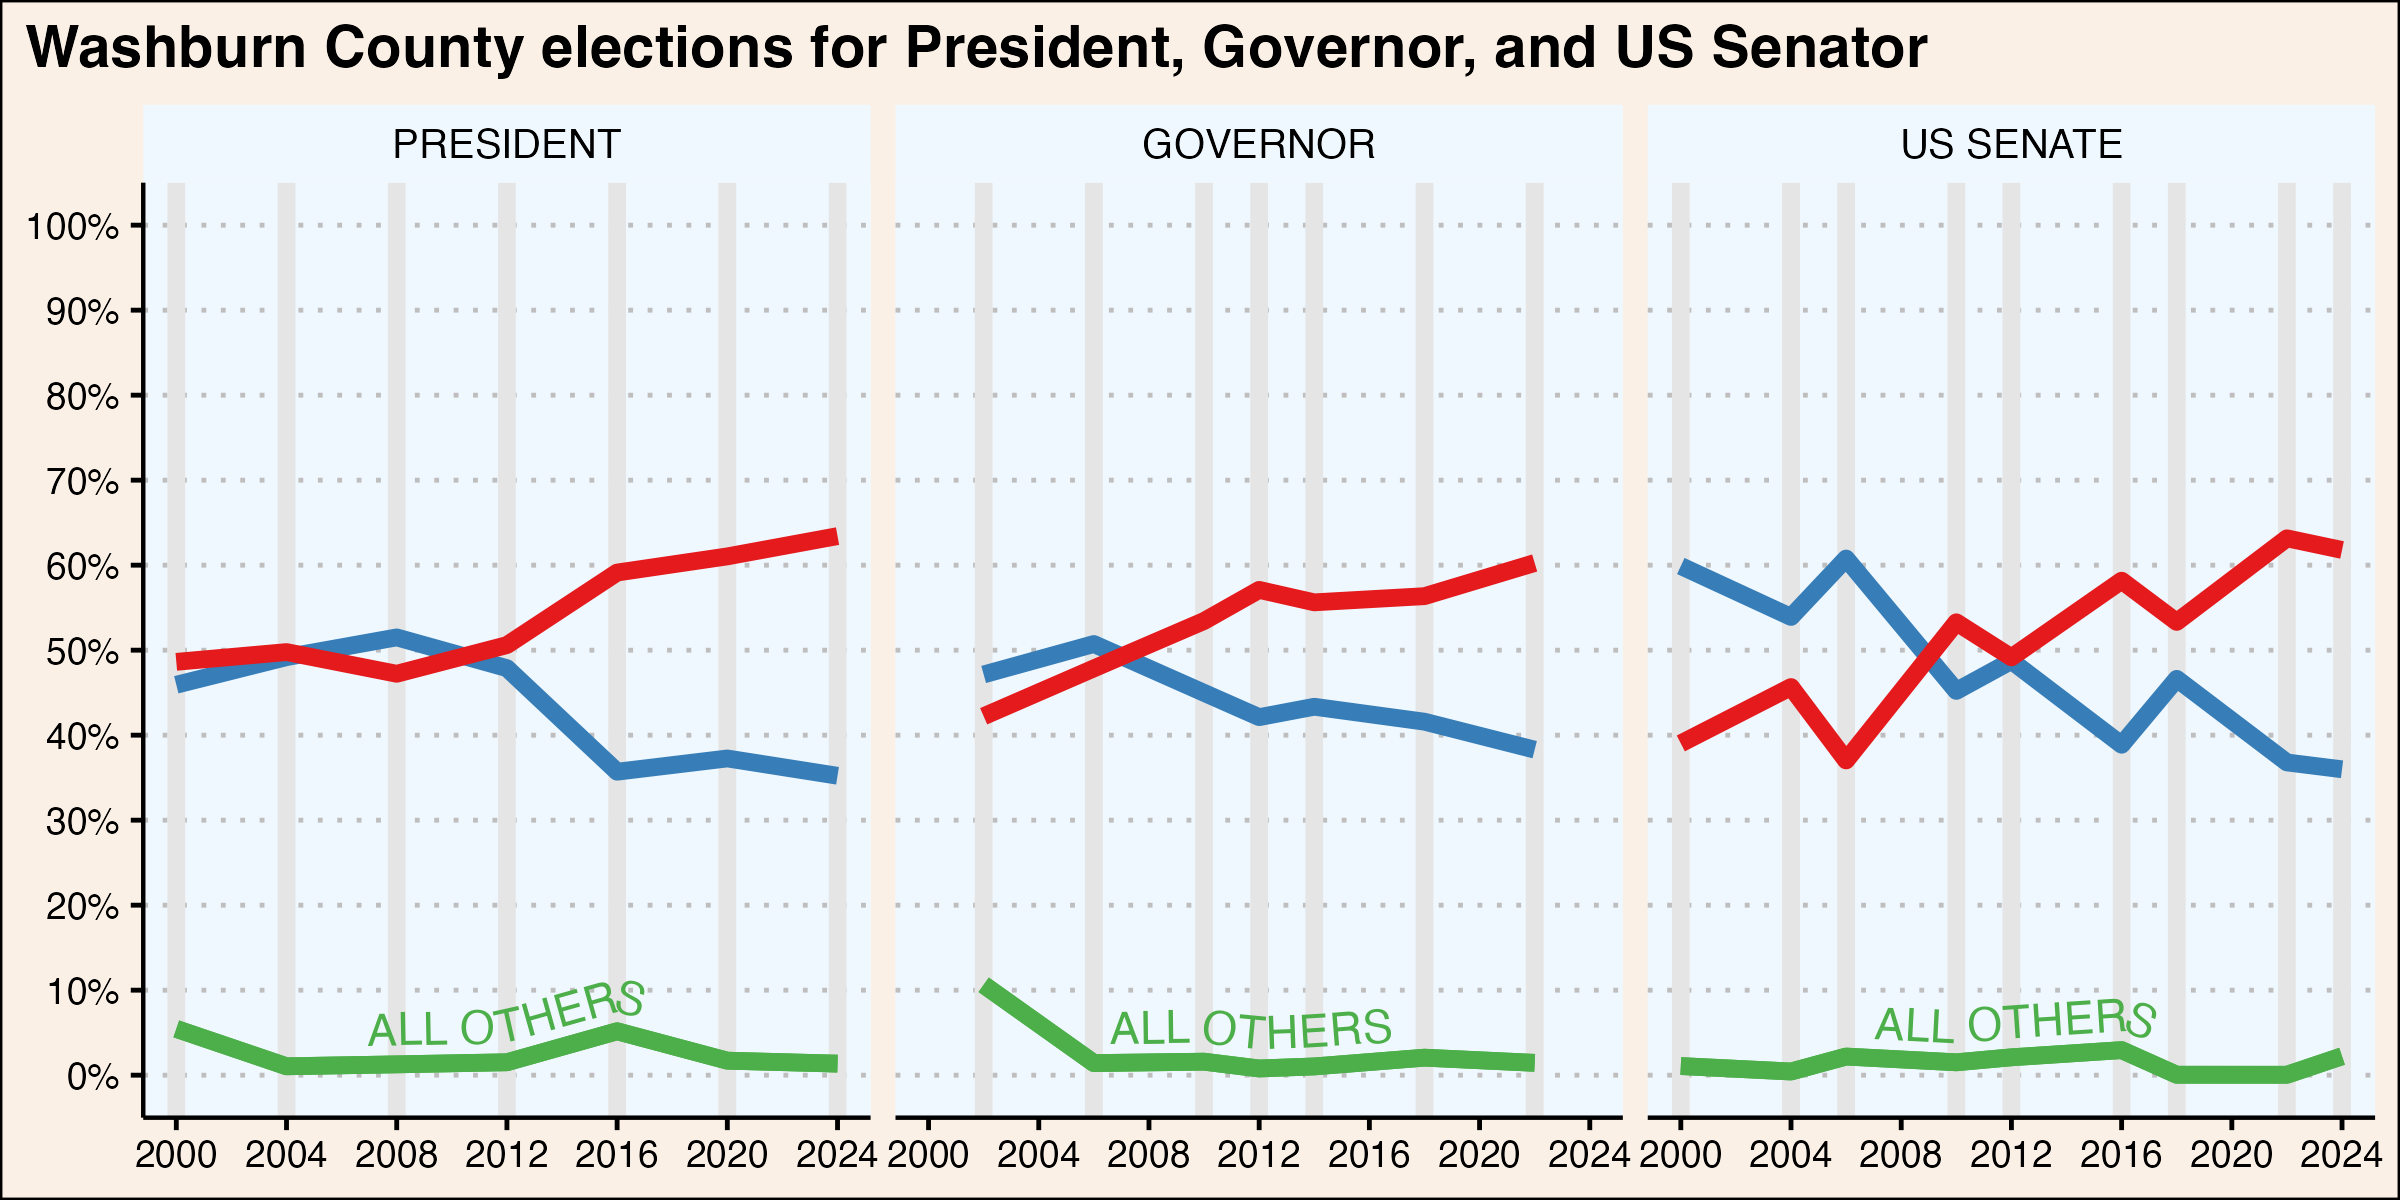 Washburn County elections for President, Governor, and US Senator
PRESIDENT
GOVERNOR
US SENATE
100%
90%
80%
70%
60%
50%
40%
30%
20%
10%
0%
ALL OTHERS
ALL OTHERS
ALL OTHERS
2000 2004 2008 2012 2016 2020 2024
2000 2004 2008 2012 2016 2020 2024
2000 2004 2008 2012 2016 2020 2024